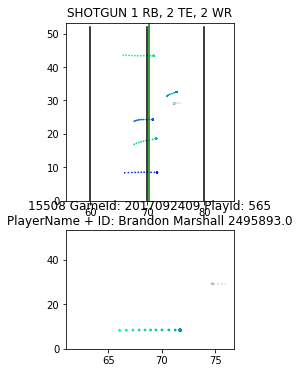 SHOTGUN 1 RB, 2 TE, 2 WR
50
40
30
20
10
0
60 70 80
15508 GameId: 2017092409 PlayId: 565
PlayerName + ID: Brandon Marshall 2495893.0
40
20
0
65 70 75